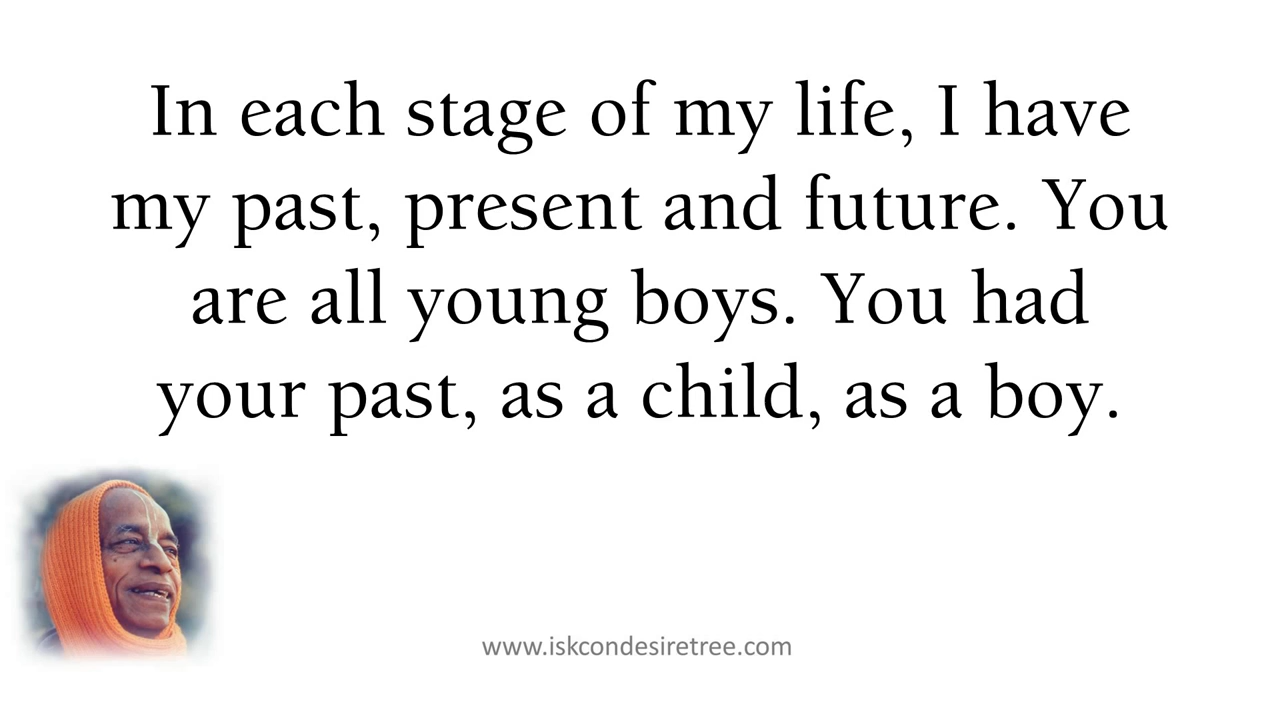 In each stage of my life, I have
my past, present and future. You
are all young boys. You had
your past, as a child, as a boy.
www.iskcondesiretree.com